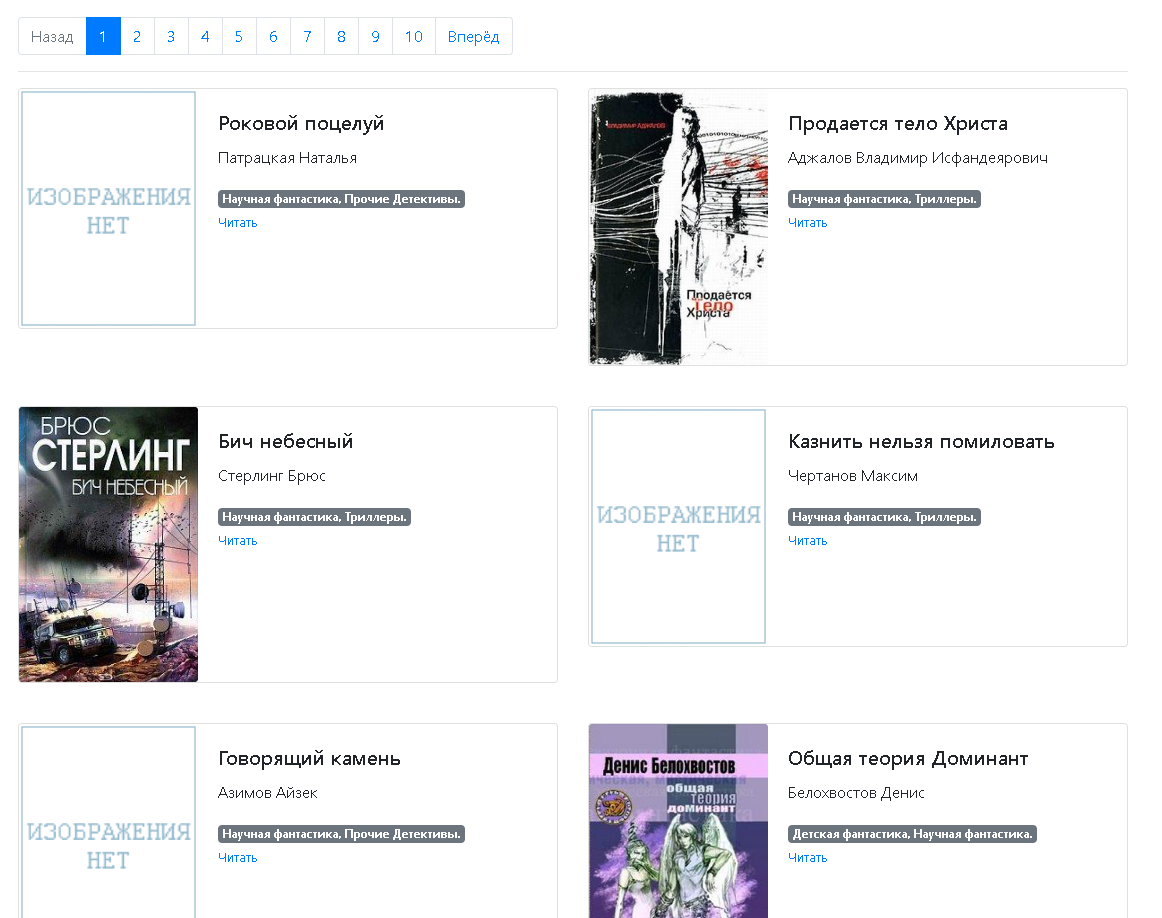 Назад 1 2 3 4 5 6 7 8 9 10 Вперёд
ИЗОБРАЖЕНИЯ
НЕТ
Роковой поцелуй
Патрацкая Наталья
Научная фантастика, Прочие Детективы.
Читать
ВЛАДИМИР АДЖАЛОВ
Продаётся
Тело
Христа
Продается тело Христа
Аджалов Владимир Исфандеярович
Научная фантастика, Триллеры.
Читать
БРЮС
СТЕРЛИНГ
БИЧ НЕБЕСНЫЙ
Бич небесный
Стерлинг Брюс
Научная фантастика, Триллеры.
Читать
ИЗОБРАЖЕНИЯ
НЕТ
Казнить нельзя помиловать
Чертанов Максим
Научная фантастика, Триллеры.
Читать
ИЗОБРАЖЕНИЯ
НЕТ
Говорящий камень
Азимов Айзек
Научная фантастика, Прочие Детективы.
Читать
Денис Белохвостов
общая
теория
доминант
Общая теория Доминант
Белохвостов Денис
Детская фантастика, Научная фантастика.
Читать